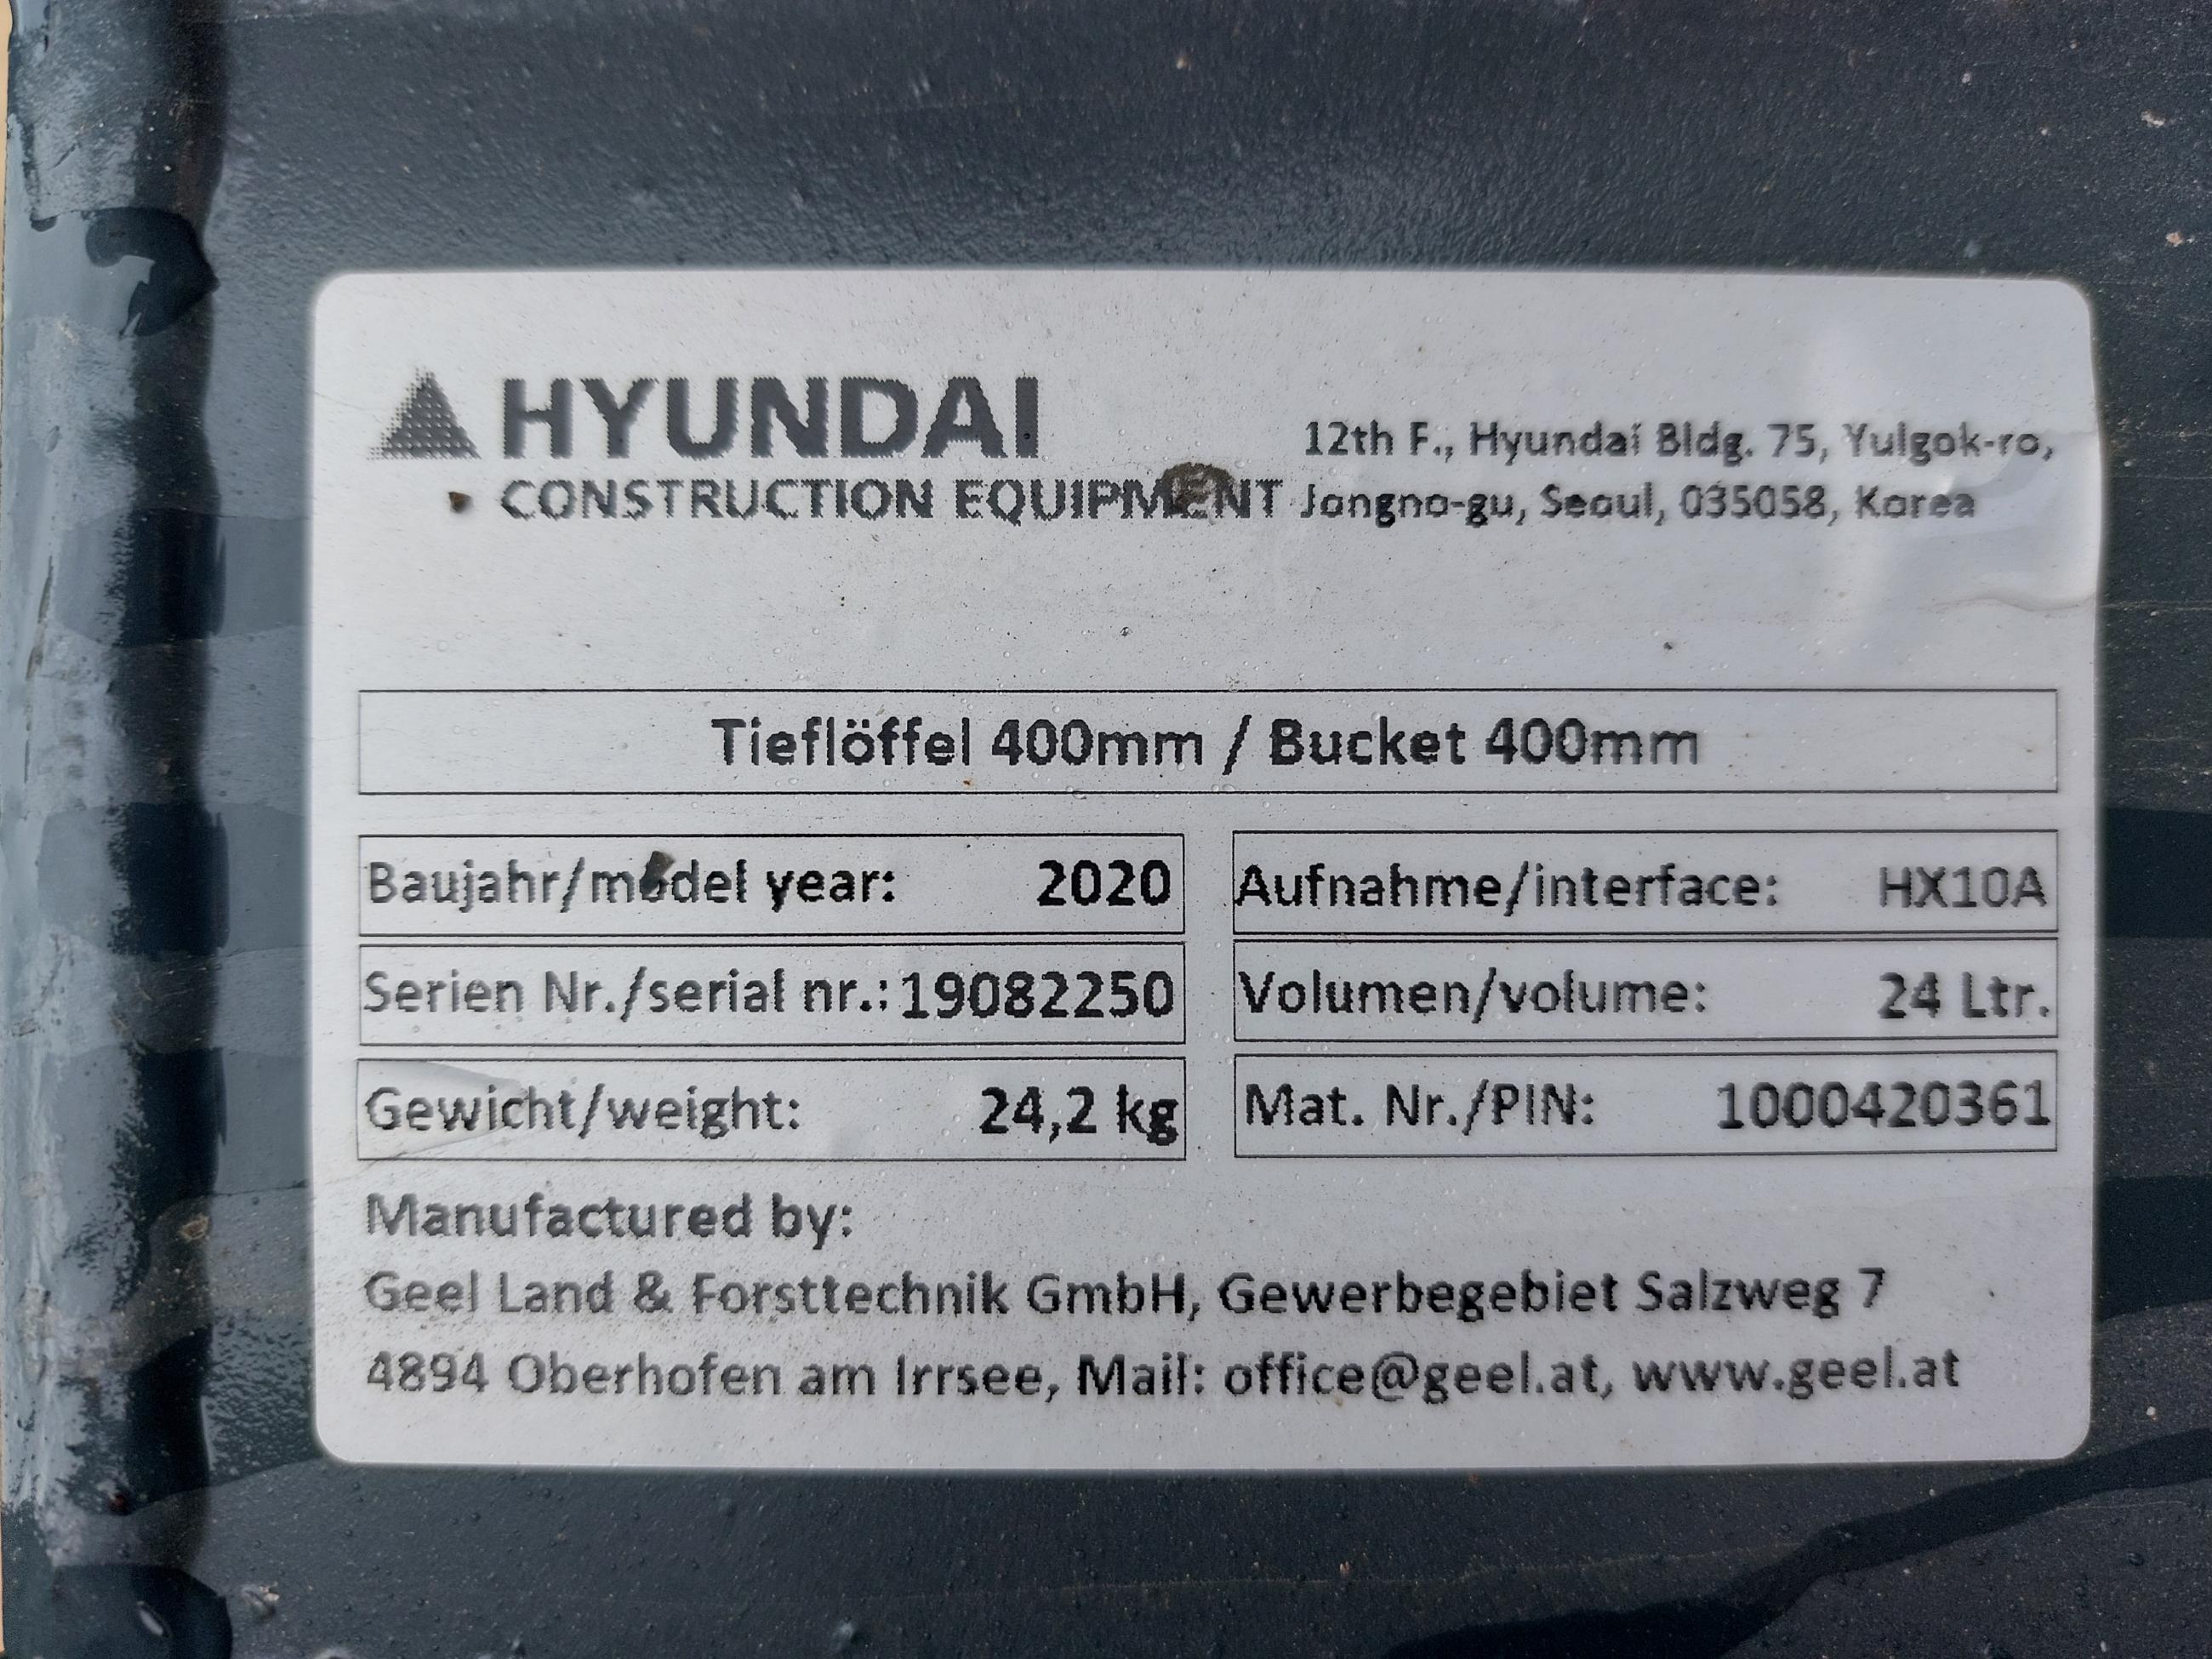 HYUNDAI
CONSTRUCTION EQUIPMENT
12th F., Hyundai Bldg. 75, Yulgok-ro,
Jongno-gu, Seoul, 035058, Korea
Tieflöffel 400mm / Bucket 400mm
Baujahr/model year: 2020
Aufnahme/interface: HX10A
Serien Nr./serial nr.: 19082250
Volumen/volume: 24 Ltr.
Gewicht/weight: 24,2 kg
Mat. Nr./PIN: 1000420361
Manufactured by:
Geel Land & Forsttechnik GmbH, Gewerbegebiet Salzweg 7
4894 Oberhofen am Irrsee, Mail: office@geel.at, www.geel.at